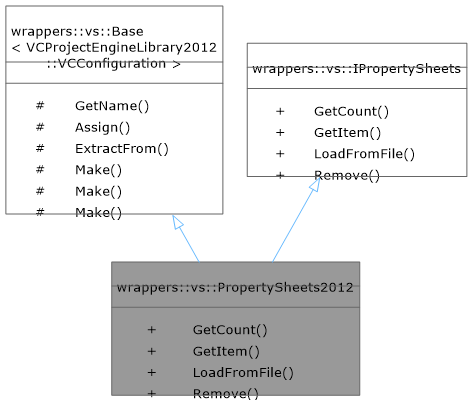 wrappers::vs::Base
< VCProjectEngineLibrary2012
::VCConfiguration >
# GetName()
# Assign()
# ExtractFrom()
# Make()
# Make()
# Make()
wrappers::vs::IPropertySheets
+ GetCount()
+ GetItem()
+ LoadFromFile()
+ Remove()
wrappers::vs::PropertySheets2012
+ GetCount()
+ GetItem()
+ LoadFromFile()
+ Remove()